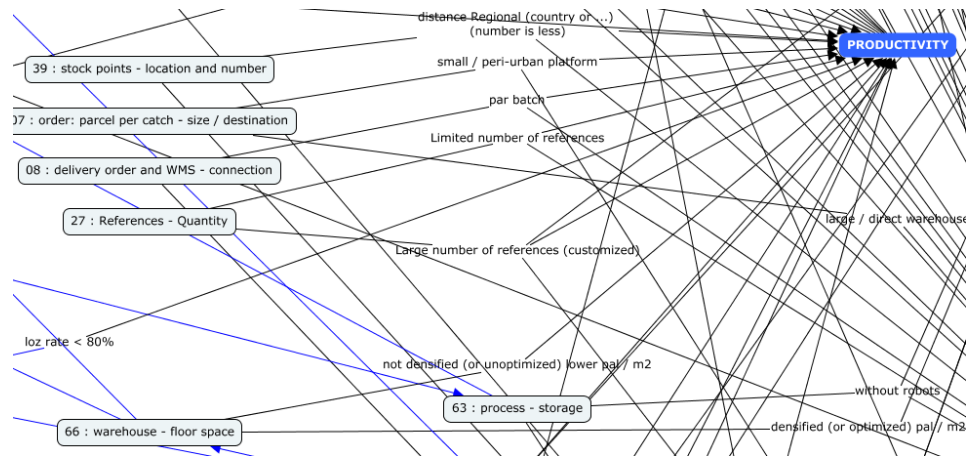 distance Regional (country or ...)
(number is less)
PRODUCTIVITY
small / peri-urban platform
39 : stock points - location and number
par batch
07 : order: parcel per catch - size / destination
Limited number of references
08 : delivery order and WMS - connection
27 : References - Quantity
large / direct warehouse
Large number of references (customized)
loz rate < 80%
not densified (or unoptimized) lower pal / m2
without robots
63 : process - storage
densified (or optimized) pal / m2
66 : warehouse - floor space